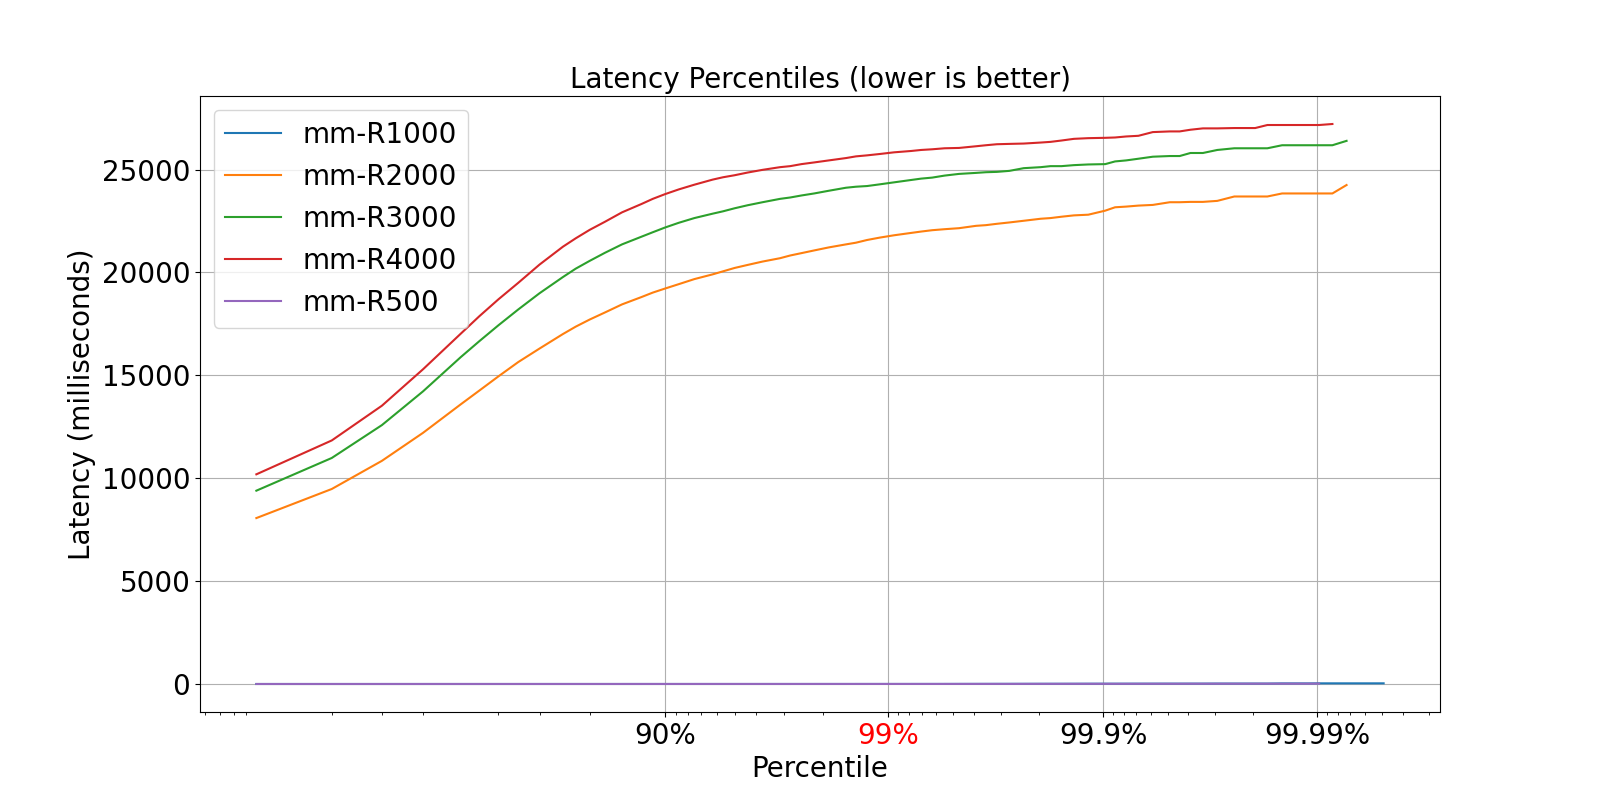 Latency Percentiles (lower is better)
mm-R1000
mm-R2000
mm-R3000
mm-R4000
mm-R500
Latency (milliseconds)
25000
20000
15000
10000
5000
0
90% 99% 99.9% 99.99%
Percentile